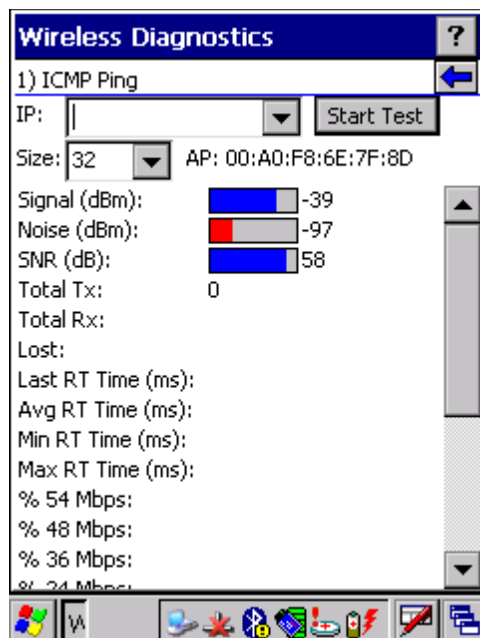 Wireless Diagnostics ?
1) ICMP Ping
IP: Start Test
Size: 32 AP: 00:A0:F8:6E:7F:8D
Signal (dBm): -39
Noise (dBm): -97
SNR (dB): 58
Total Tx: 0
Total Rx:
Lost:
Last RT Time (ms):
Avg RT Time (ms):
Min RT Time (ms):
Max RT Time (ms):
% 54 Mbps:
% 48 Mbps:
% 36 Mbps:
% 24 Mbps: